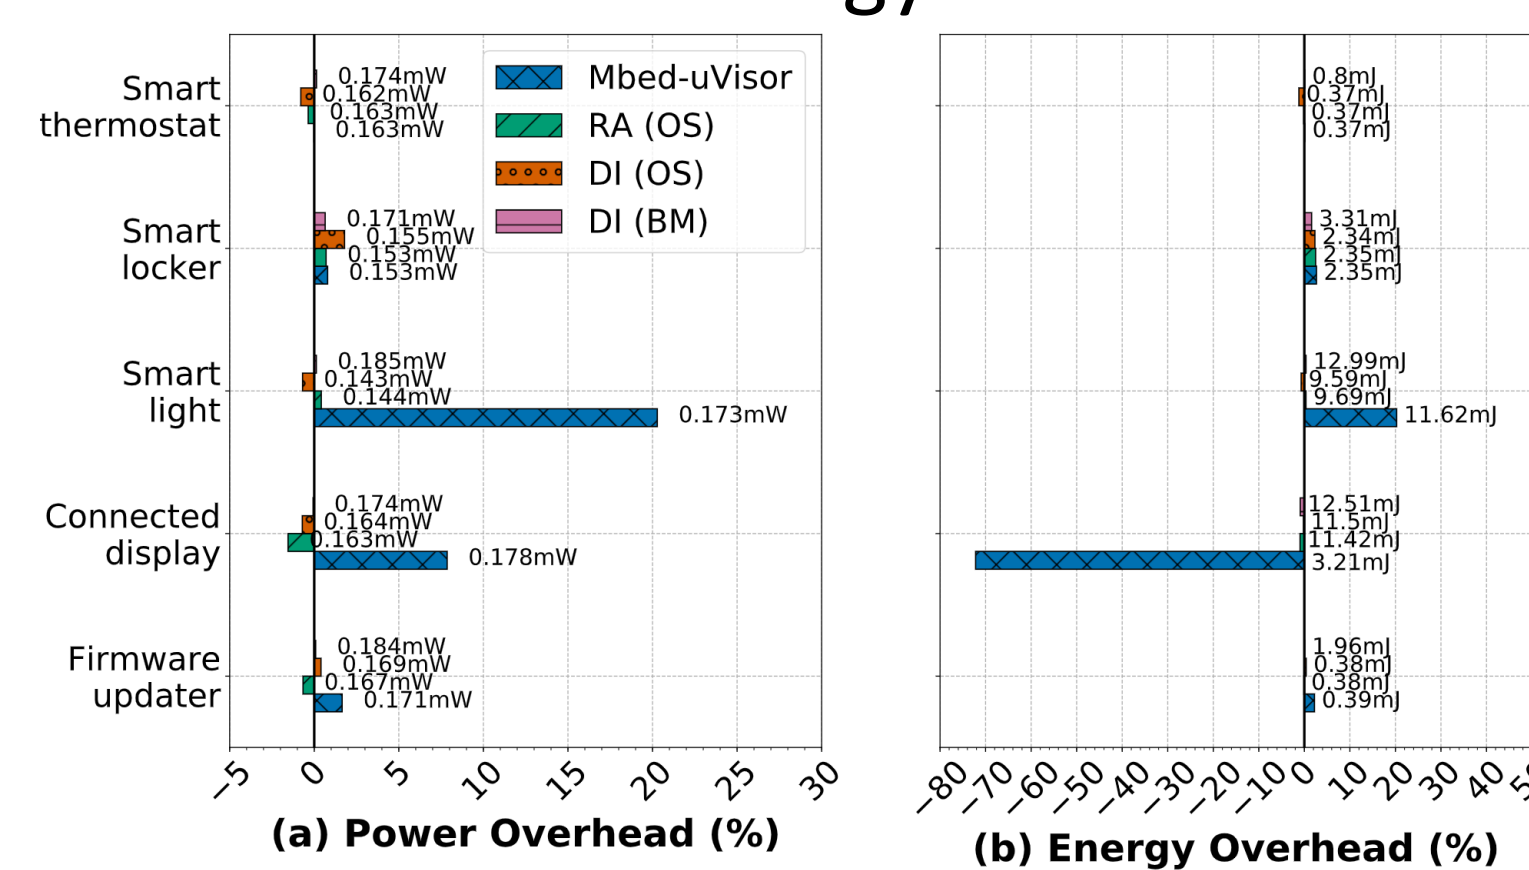 gy
Smart
thermostat
0.174mW
0.162mW
0.163mW
0.163mW
Smart
locker
0.171mW
0.155mW
0.153mW
0.153mW
Smart
light
0.185mW
0.143mW
0.144mW
0.173mW
Connected
display
0.174mW
0.164mW
0.163mW
0.178mW
Firmware
updater
0.184mW
0.169mW
0.167mW
0.171mW
Mbed-uVisor
RA (OS)
DI (OS)
DI (BM)
−5 0 5 10 15 20 25 30
(a) Power Overhead (%)
0.8mJ
0.37mJ
0.37mJ
0.37mJ
3.31mJ
2.34mJ
2.35mJ
2.35mJ
12.99mJ
9.59mJ
9.69mJ
11.62mJ
12.51mJ
11.5mJ
11.42mJ
3.21mJ
1.96mJ
0.38mJ
0.38mJ
0.39mJ
−80 −70 −60 −50 −40 −30 −20 −10 0 10 20 30 40
(b) Energy Overhead (%)